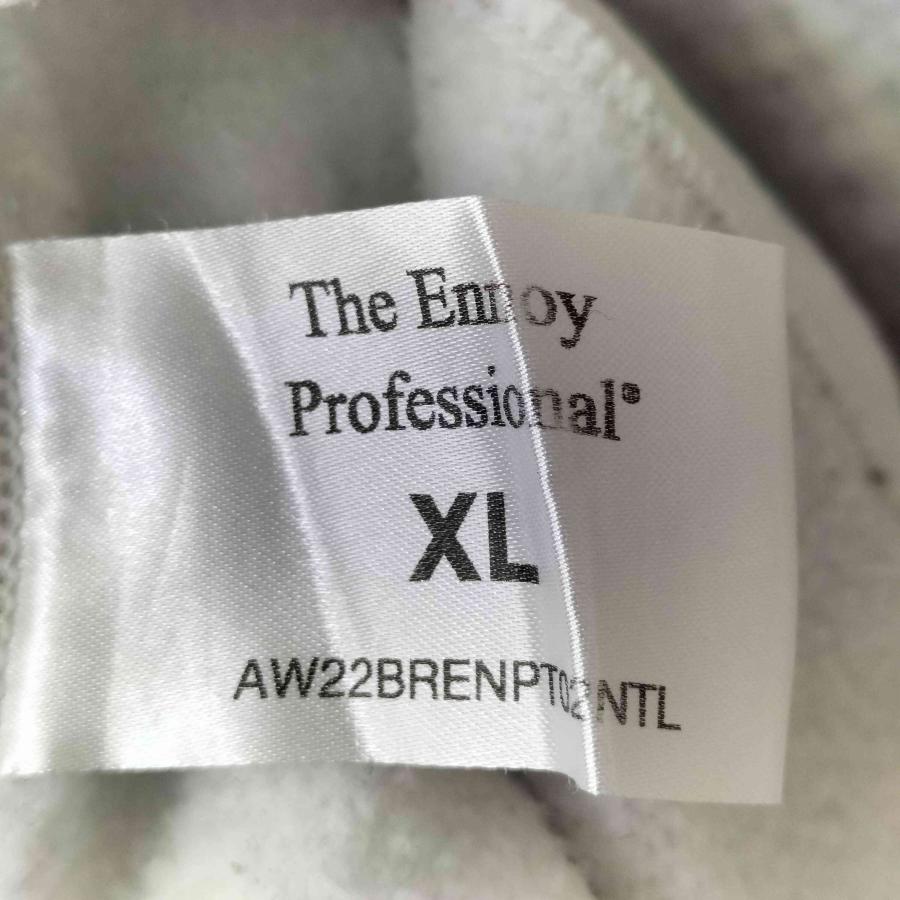 The Ennoy
Professional®
XL
AW22BRENPT02NTL